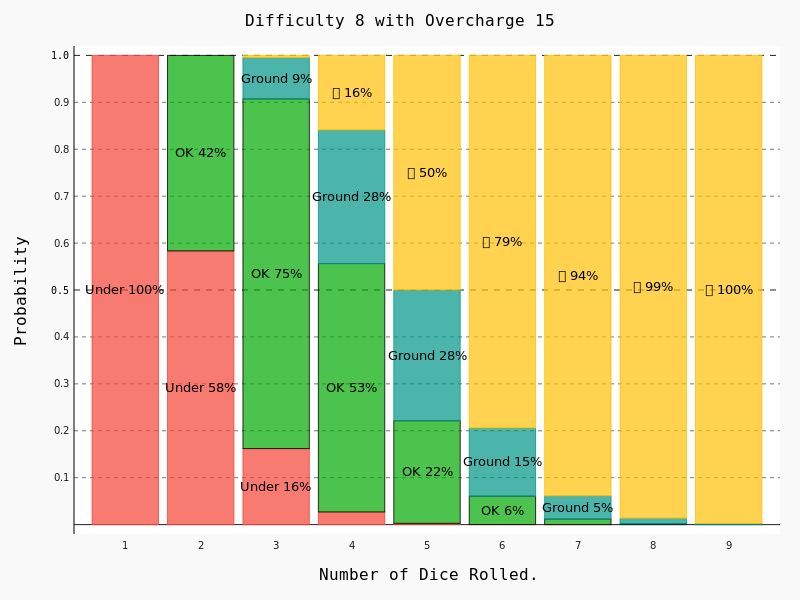 Difficulty 8 with Overcharge 15
Probability
1.0
0.9
0.8
0.7
0.6
0.5
0.4
0.3
0.2
0.1
Under 100%
OK 42%
Under 58%
Ground 9%
OK 75%
Under 16%
16%
Ground 28%
OK 53%
50%
Ground 28%
OK 22%
79%
Ground 15%
OK 6%
94%
Ground 5%
99%
100%
1 2 3 4 5 6 7 8 9
Number of Dice Rolled.